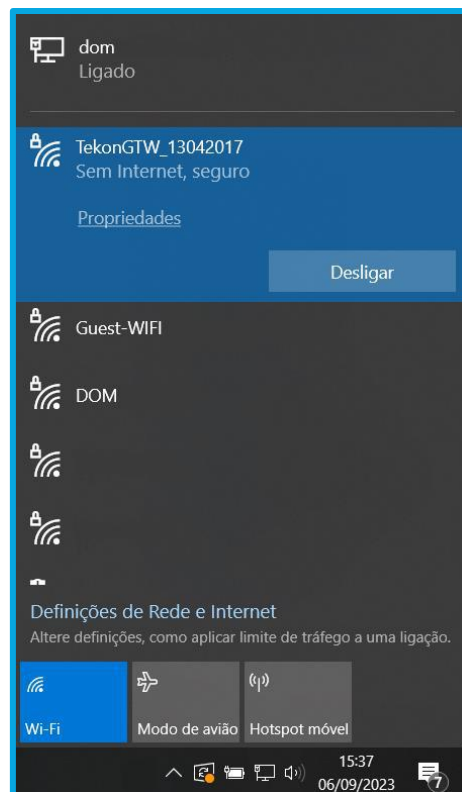 dom
Ligado
TekonGTW_13042017
Sem Internet, seguro
Propriedades
Desligar
Guest-WIFI
DOM
Definições de Rede e Internet
Altere definições, como aplicar limite de tráfego a uma ligação.
Wi-Fi
Modo de avião
Hotspot móvel
15:37
06/09/2023
7